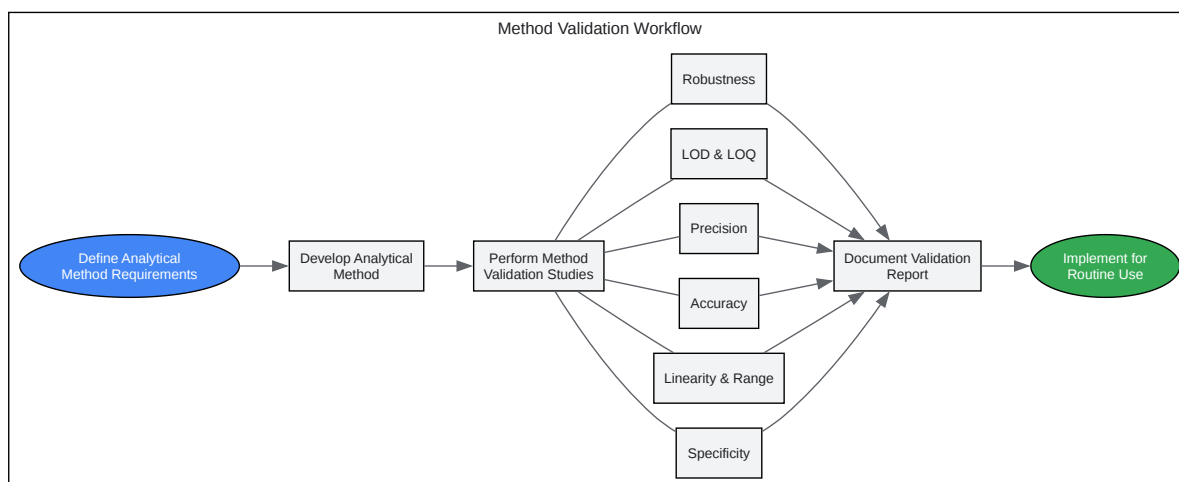 Method Validation Workflow
Define Analytical
Method Requirements
Develop Analytical
Method
Perform Method
Validation Studies
Robustness
LOD & LOQ
Precision
Accuracy
Linearity & Range
Specificity
Document Validation
Report
Implement for
Routine Use